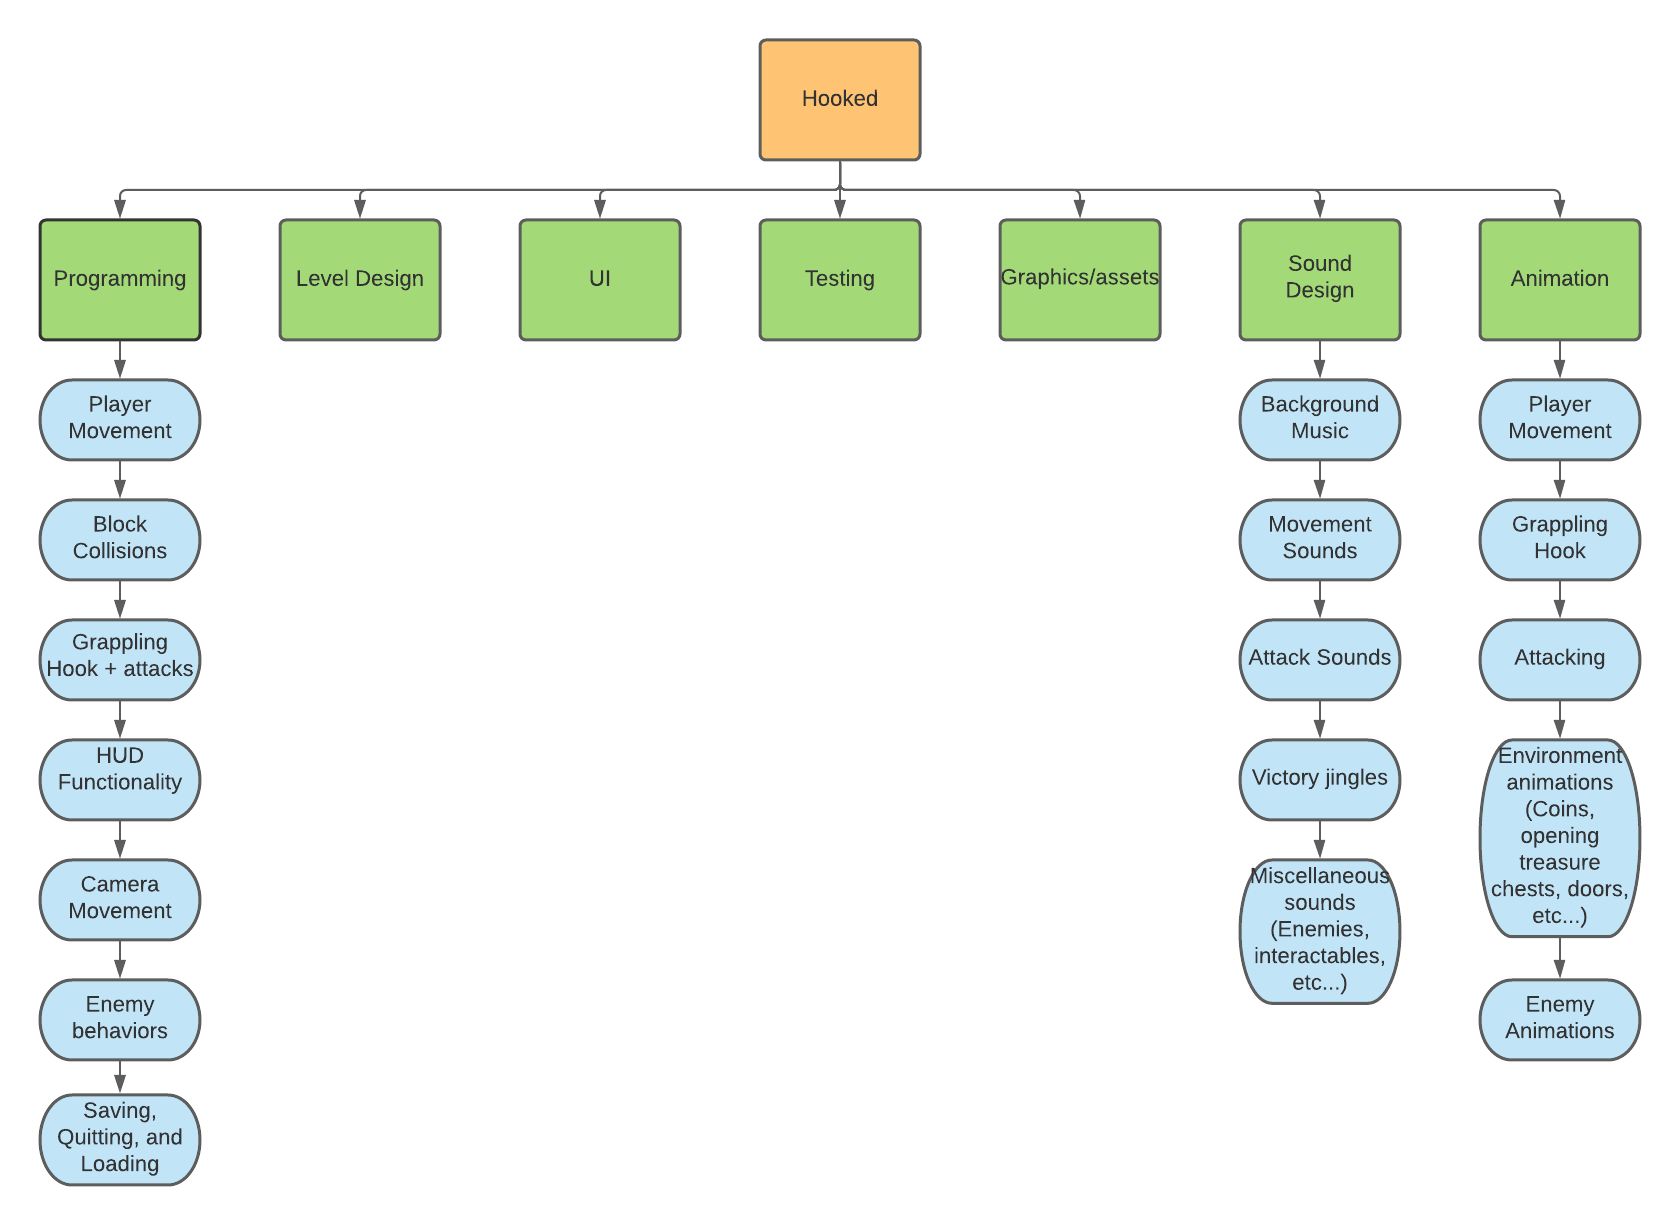 Hooked
Programming
Level Design
UI
Testing
Graphics/assets
Sound
Design
Animation
Player
Movement
Block
Collisions
Grappling
Hook + attacks
HUD
Functionality
Camera
Movement
Enemy
behaviors
Saving,
Quitting, and
Loading
Background
Music
Movement
Sounds
Attack Sounds
Victory jingles
Miscellaneous
sounds
(Enemies,
interactables,
etc...)
Player
Movement
Grappling
Hook
Attacking
Environment
animations
(Coins,
opening
treasure
chests, doors,
etc...)
Enemy
Animations